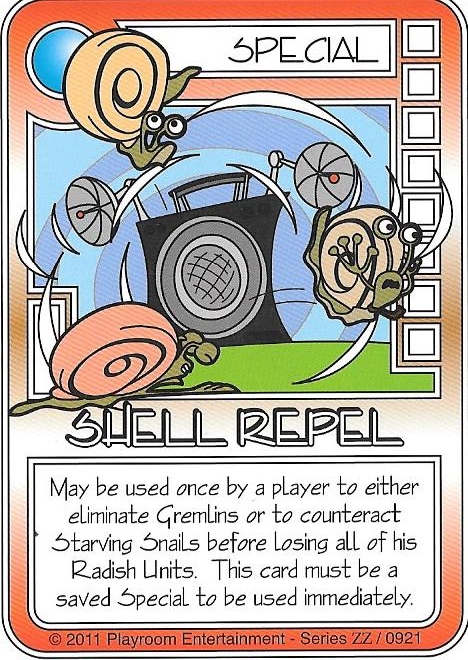 SPECIAL
SHELL REPEL
May be used once by a player to either
eliminate Gremlins or to counteract
Starving Snails before losing all of his
Radish Units. This card must be a
saved Special to be used immediately.
© 2011 Playroom Entertainment - Series ZZ / 0921